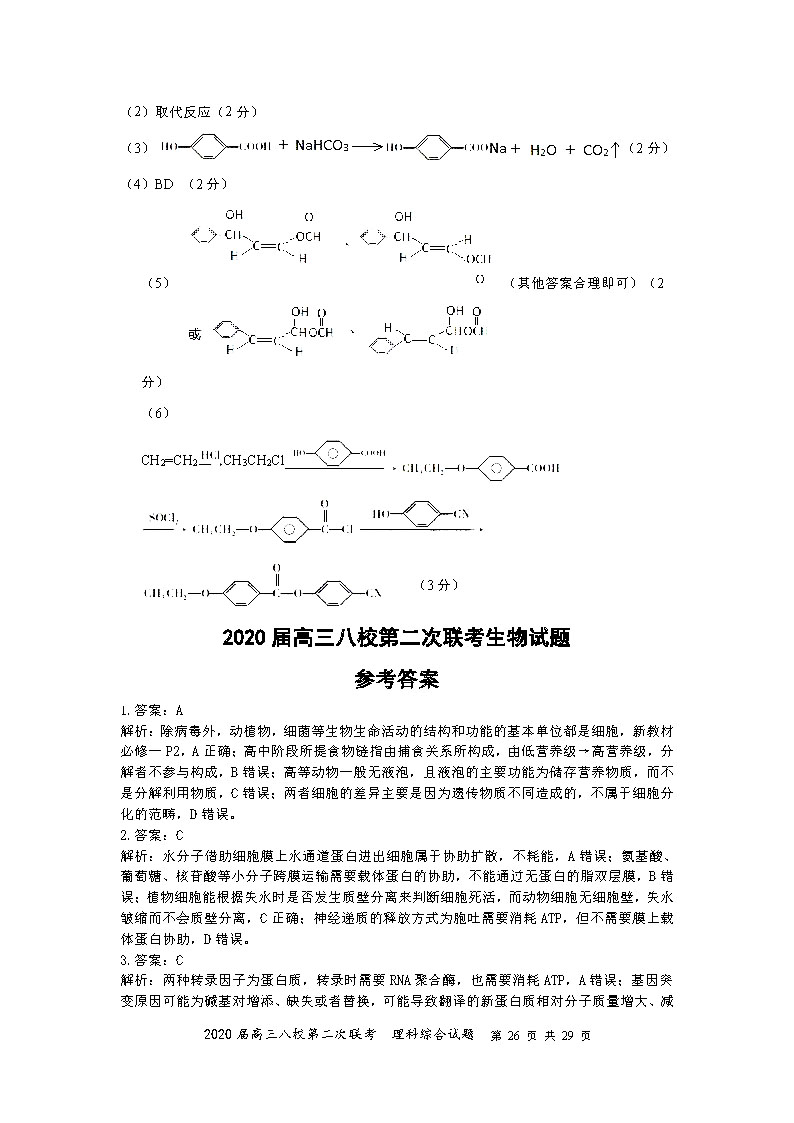 （2）取代反应（2分）
（3）HO— —COOH + NaHCO3 ——→ HO— —COONa + H2O + CO2↑（2分）
（4）BD （2分）
OH O OH
CH OCH 、 CH H
C═C C═C
H H H OCH
（5） O （其他答案合理即可）（2
OH O OH O
或 CHOCH 、 H CHOCH
C═C C—C
H H H
分）
（6）
CH2=CH2 HCl CH3CH2Cl HO— —COOH → CH3CH2—O— —COOH
SOCl2 → CH3CH2—O— —C—Cl HO— —CN →
O
O
CH3CH2—O— —C—O— —CN （3分）
2020 届高三八校第二次联考生物试题
参考答案
1.答案：A
解析：除病毒外，动植物，细菌等生物生命活动的结构和功能的基本单位都是细胞，新教材
必修一 P2，A 正确；高中阶段所提食物链指由捕食关系所构成，由低营养级→高营养级，分
解者不参与构成，B 错误；高等动物一般无液泡，且液泡的主要功能为储存营养物质，而不
是分解利用物质，C 错误；两者细胞的差异主要是因为遗传物质不同造成的，不属于细胞分
化的范畴，D 错误。
2.答案：C
解析：水分子借助细胞膜上水通道蛋白进出细胞属于协助扩散，不耗能，A 错误；氨基酸、
葡萄糖、核苷酸等小分子跨膜运输需要载体蛋白的协助，不能通过无蛋白的脂双层膜，B 错
误；植物细胞能根据失水时是否发生质壁分离来判断细胞死活，而动物细胞无细胞壁，失水
皱缩而不会质壁分离，C 正确；神经递质的释放方式为胞吐需要消耗 ATP，但不需要膜上载
体蛋白协助，D 错误。
3.答案：C
解析：两种转录因子为蛋白质，转录时需要 RNA 聚合酶，也需要消耗 ATP，A 错误；基因突
变原因可能为碱基对增添、缺失或者替换，可能导致翻译的新蛋白质相对分子质量增大、减
2020 届高三八校第二次联考 理科综合试题 第 26 页 共 29 页